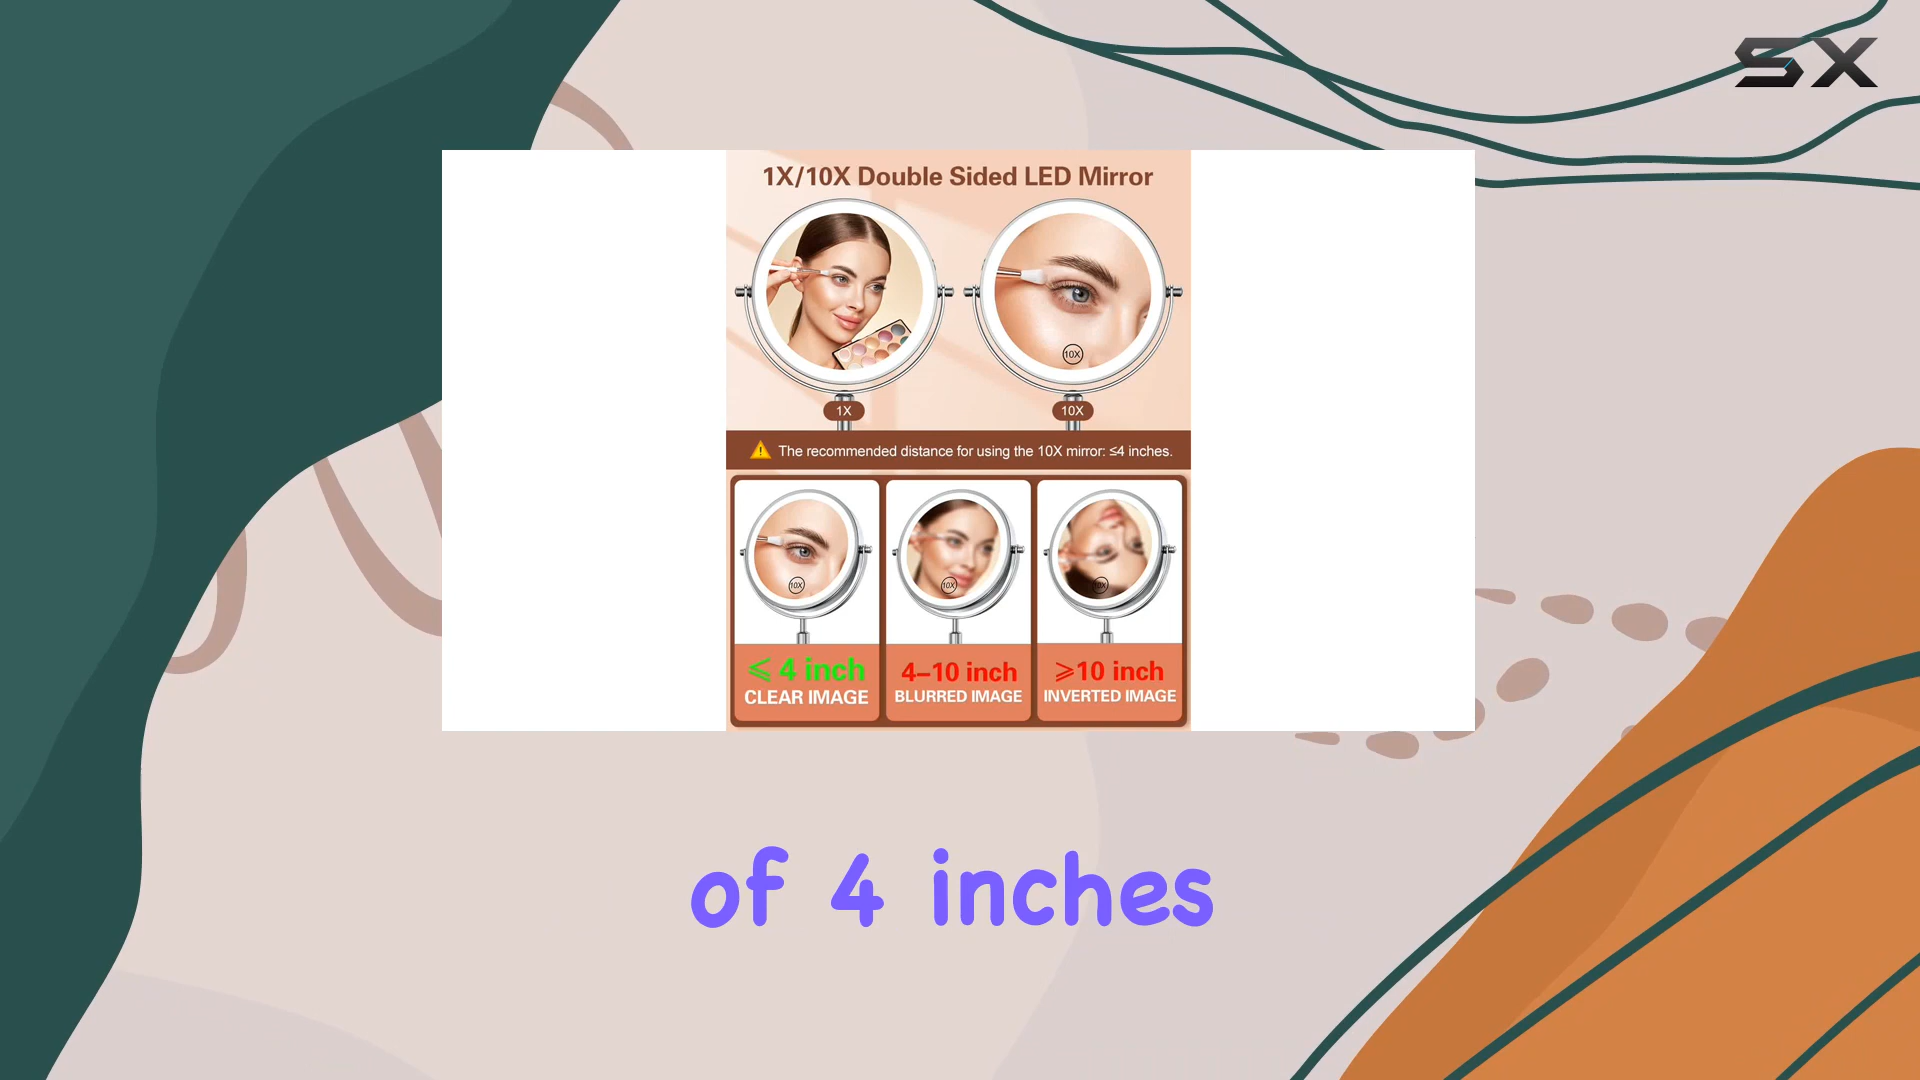 SX
1X/10X Double Sided LED Mirror
10X
1X
10X
⚠ The recommended distance for using the 10X mirror: ≤4 inches.
10X
10X
10X
≤ 4 inch
CLEAR IMAGE
4–10 inch
BLURRED IMAGE
≥10 inch
INVERTED IMAGE
of 4 inches